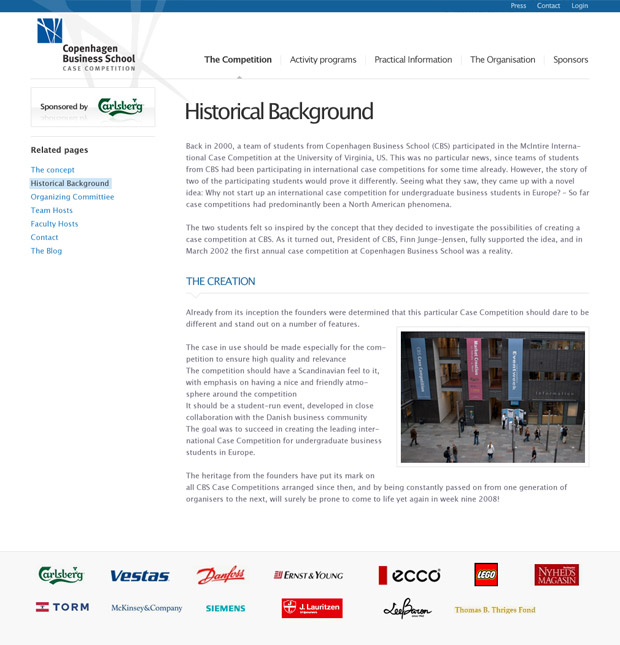 Press Contact Login
Copenhagen
Business School
CASE COMPETITION
The Competition Activity programs Practical Information The Organisation Sponsors
Sponsored by Carlsberg
Related pages
The concept
Historical Background
Organizing Committiee
Team Hosts
Faculty Hosts
Contact
The Blog
Historical Background
Back in 2000, a team of students from Copenhagen Business School (CBS) participated in the McIntire Interna-
tional Case Competition at the University of Virginia, US. This was no particular news, since teams of students
from CBS had been participating in international case competitions for some time already. However, the story of
two of the participating students would prove it differently. Seeing what they saw, they came up with a novel
idea: Why not start up an international case competition for undergraduate business students in Europe? – So far
case competitions had predominantly been a North American phenomena.
The two students felt so inspired by the concept that they decided to investigate the possibilities of creating a
case competition at CBS. As it turned out, President of CBS, Finn Junge-Jensen, fully supported the idea, and in
March 2002 the first annual case competition at Copenhagen Business School was a reality.
THE CREATION
Already from its inception the founders were determined that this particular Case Competition should dare to be
different and stand out on a number of features.
The case in use should be made especially for the com-
petition to ensure high quality and relevance
The competition should have a Scandinavian feel to it,
with emphasis on having a nice and friendly atmo-
sphere around the competition
It should be a student-run event, developed in close
collaboration with the Danish business community
The goal was to succeed in creating the leading inter-
national Case Competition for undergraduate business
students in Europe.
The heritage from the founders have put its mark on
all CBS Case Competitions arranged since then, and by being constantly passed on from one generation of
organisers to the next, will surely be prone to come to life yet again in week nine 2008!
Carlsberg Vestas Danfoss ERNST & YOUNG ecco LEGO NYHEDS
MAGASIN
TORM McKinsey&Company SIEMENS J. Lauritzen Thomas B. Thriges Fond